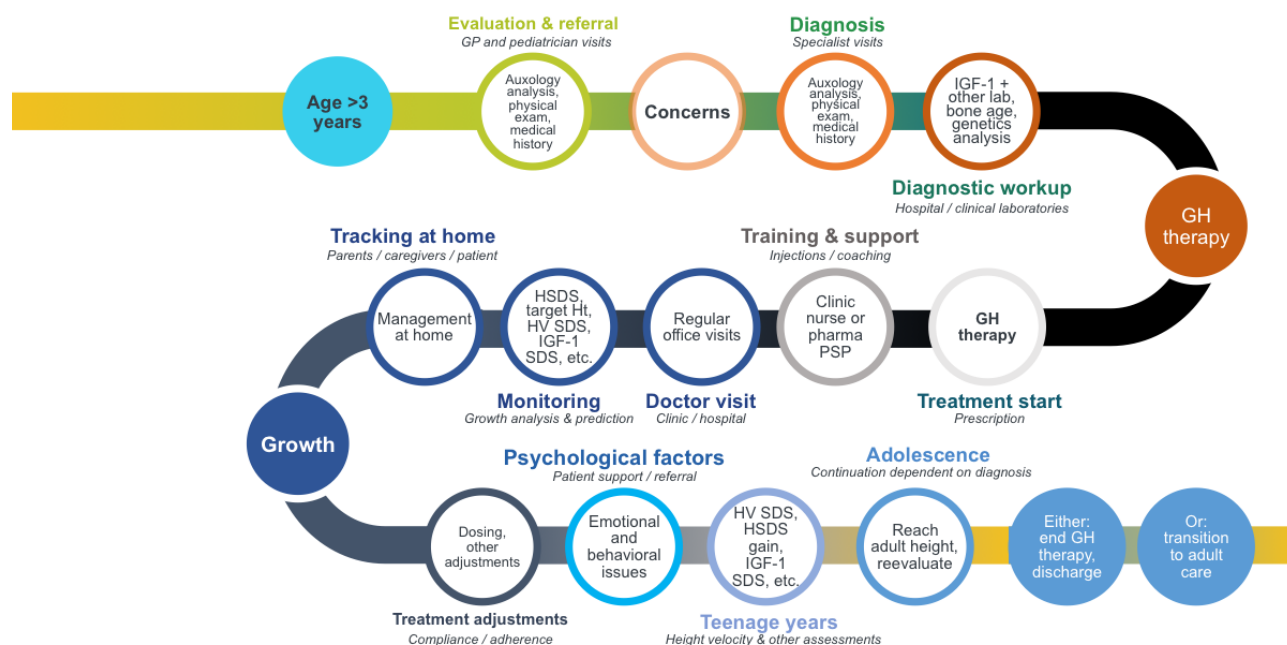 Evaluation & referral
GP and pediatrician visits
Diagnosis
Specialist visits
Age >3
years
Auxology
analysis,
physical
exam,
medical
history
Concerns
Auxology
analysis,
physical
exam,
medical
history
IGF-1 +
other lab,
bone age,
genetics
analysis
Diagnostic workup
Hospital / clinical laboratories
GH
therapy
Tracking at home
Parents / caregivers / patient
Training & support
Injections / coaching
Management
at home
HSDS,
target Ht,
HV SDS,
IGF-1
SDS, etc.
Regular
office visits
Clinic
nurse or
pharma
PSP
GH
therapy
Monitoring
Growth analysis & prediction
Doctor visit
Clinic / hospital
Treatment start
Prescription
Growth
Psychological factors
Patient support / referral
Adolescence
Continuation dependent on diagnosis
Dosing,
other
adjustments
Emotional
and
behavioral
issues
HV SDS,
HSDS
gain,
IGF-1
SDS, etc.
Reach
adult height,
reevaluate
Either:
end GH
therapy,
discharge
Or:
transition
to adult
care
Treatment adjustments
Compliance / adherence
Teenage years
Height velocity & other assessments